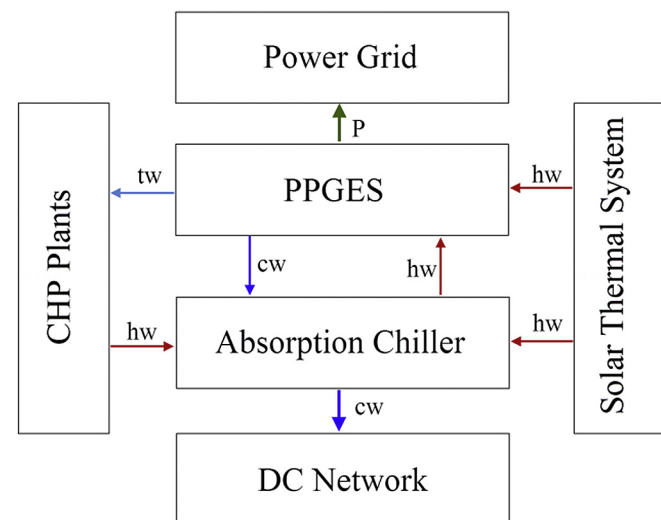 Power Grid
P
CHP Plants
tw
PPGES
hw
Solar Thermal System
cw
hw
hw
Absorption Chiller
hw
cw
DC Network